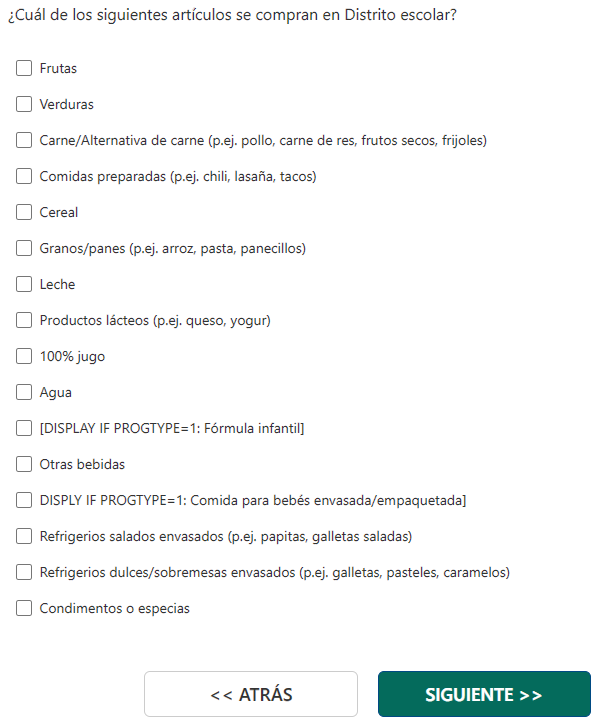 ¿Cuál de los siguientes artículos se compran en Distrito escolar?
Frutas
Verduras
Carne/Alternativa de carne (p.ej. pollo, carne de res, frutos secos, frijoles)
Comidas preparadas (p.ej. chili, lasaña, tacos)
Cereal
Granos/panes (p.ej. arroz, pasta, panecillos)
Leche
Productos lácteos (p.ej. queso, yogur)
100% jugo
Agua
[DISPLAY IF PROGTYPE=1: Fórmula infantil]
Otras bebidas
DISPLY IF PROGTYPE=1: Comida para bebés envasada/empaquetada]
Refrigerios salados envasados (p.ej. papitas, galletas saladas)
Refrigerios dulces/sobremesas envasados (p.ej. galletas, pasteles, caramelos)
Condimentos o especias
<< ATRÁS SIGUIENTE >>